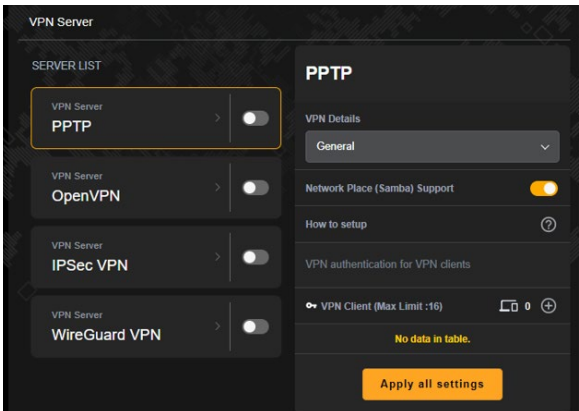 VPN Server
SERVER LIST
VPN Server
PPTP
VPN Server
OpenVPN
VPN Server
IPSec VPN
VPN Server
WireGuard VPN
PPTP
VPN Details
General
Network Place (Samba) Support
How to setup
?
VPN authentication for VPN clients
VPN Client (Max Limit :16) 0
No data in table.
Apply all settings